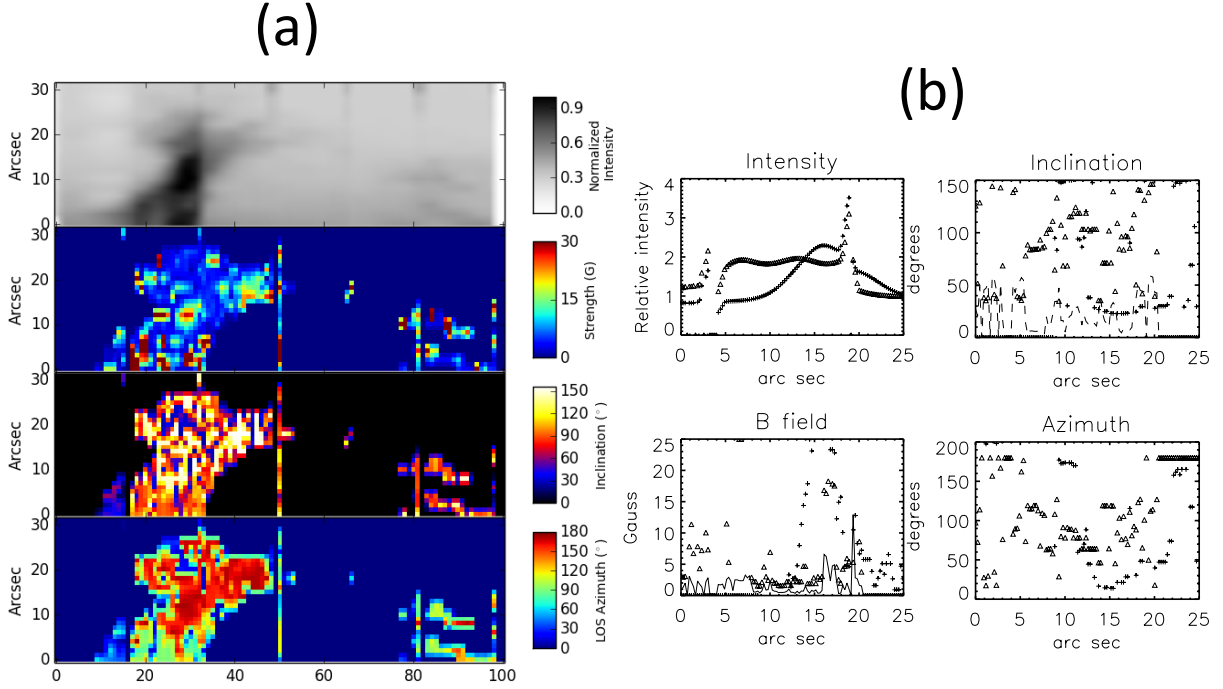 (a)
30
20
10
0
Arcsec
0.9
0.6
0.3
0.0
Normalized
Intensity
30
20
10
0
Arcsec
30
15
0
Strength (G)
30
20
10
0
Arcsec
150
120
90
60
30
0
Inclination (°)
30
20
10
0
Arcsec
180
150
120
90
60
30
0
LOS Azimuth (°)
0 20 40 60 80 100
(b)
Intensity
Relative intensity
4
3
2
1
0
0 5 10 15 20 25
arc sec
Inclination
degrees
150
100
50
0
0 5 10 15 20 25
arc sec
B field
Gauss
25
20
15
10
5
0
0 5 10 15 20 25
arc sec
Azimuth
degrees
200
150
100
50
0
0 5 10 15 20 25
arc sec